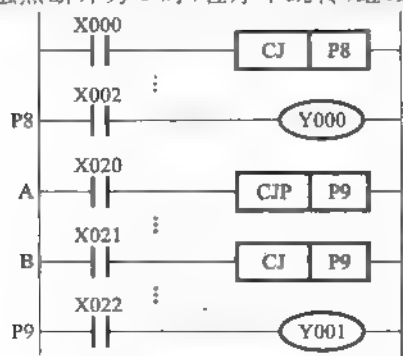 X000
CJ P8
X002
P8 Y000
X020
A CJP P9
X021
B CJ P9
X022
P9 Y001